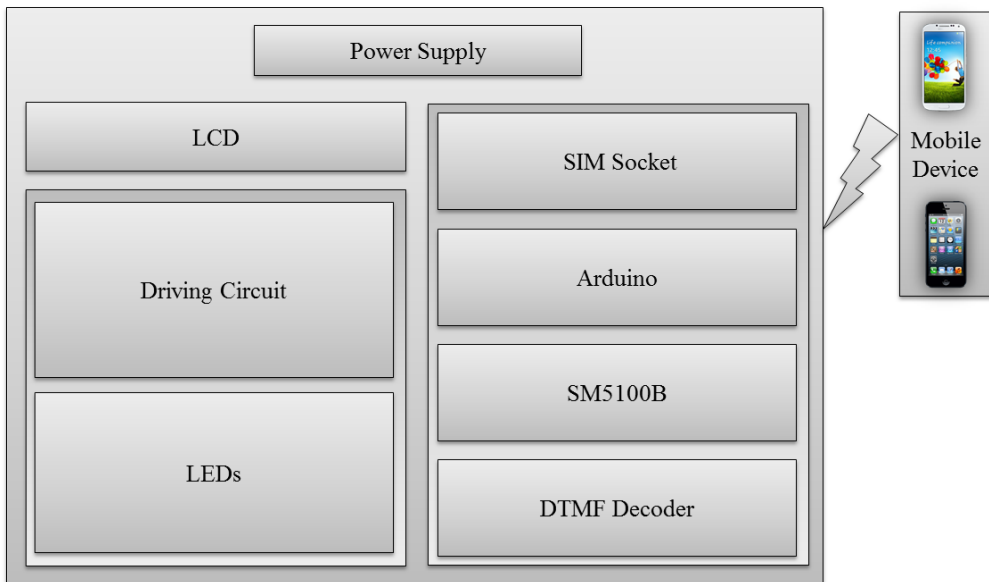 Power Supply
LCD
Driving Circuit
LEDs
SIM Socket
Arduino
SM5100B
DTMF Decoder
Mobile
Device